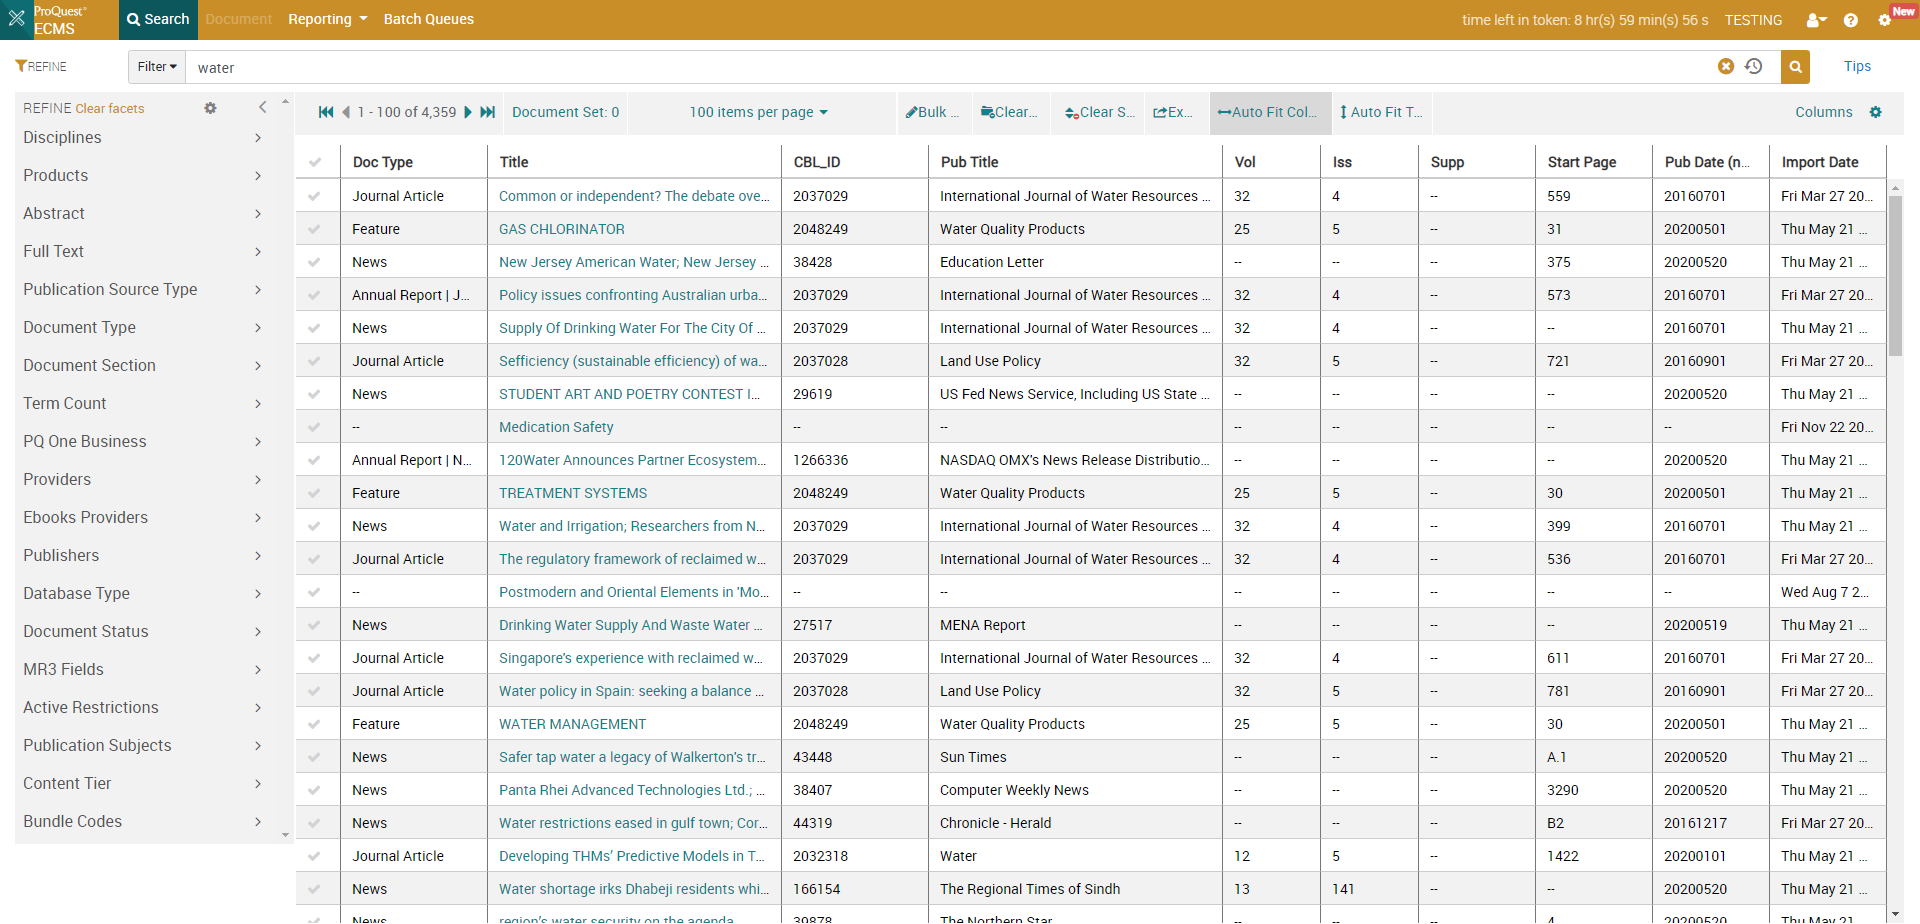 ProQuest® ECMS Search Document Reporting Batch Queues time left in token: 8 hr(s) 59 min(s) 56 s TESTING New
REFINE Filter water Tips
REFINE Clear facets
Disciplines
Products
Abstract
Full Text
Publication Source Type
Document Type
Document Section
Term Count
PQ One Business
Providers
Ebooks Providers
Publishers
Database Type
Document Status
MR3 Fields
Active Restrictions
Publication Subjects
Content Tier
Bundle Codes
1 - 100 of 4,359 Document Set: 0 100 items per page Bulk ... Clear... Clear S... Ex... Auto Fit Col... Auto Fit T... Columns
Doc Type Title CBL_ID Pub Title Vol Iss Supp Start Page Pub Date (n... Import Date
Journal Article Common or independent? The debate ove... 2037029 International Journal of Water Resources ... 32 4 -- 559 20160701 Fri Mar 27 20...
Feature GAS CHLORINATOR 2048249 Water Quality Products 25 5 -- 31 20200501 Thu May 21 ...
News New Jersey American Water; New Jersey ... 38428 Education Letter -- -- -- 375 20200520 Thu May 21 ...
Annual Report | J... Policy issues confronting Australian urba... 2037029 International Journal of Water Resources ... 32 4 -- 573 20160701 Fri Mar 27 20...
News Supply Of Drinking Water For The City Of ... 2037029 International Journal of Water Resources ... 32 4 -- -- 20160701 Thu May 21 ...
Journal Article Sefficiency (sustainable efficiency) of wa... 2037028 Land Use Policy 32 5 -- 721 20160901 Fri Mar 27 20...
News STUDENT ART AND POETRY CONTEST I... 29619 US Fed News Service, Including US State ... -- -- -- -- 20200520 Thu May 21 ...
-- Medication Safety -- -- -- -- -- -- -- Fri Nov 22 20...
Annual Report | N... 120Water Announces Partner Ecosystem... 1266336 NASDAQ OMX's News Release Distributio... -- -- -- -- 20200520 Thu May 21 ...
Feature TREATMENT SYSTEMS 2048249 Water Quality Products 25 5 -- 30 20200501 Thu May 21 ...
News Water and Irrigation; Researchers from N... 2037029 International Journal of Water Resources ... 32 4 -- 399 20160701 Thu May 21 ...
Journal Article The regulatory framework of reclaimed w... 2037029 International Journal of Water Resources ... 32 4 -- 536 20160701 Fri Mar 27 20...
-- Postmodern and Oriental Elements in 'Mo... -- -- -- -- -- -- -- Wed Aug 7 2...
News Drinking Water Supply And Waste Water ... 27517 MENA Report -- -- -- -- 20200519 Thu May 21 ...
Journal Article Singapore's experience with reclaimed w... 2037029 International Journal of Water Resources ... 32 4 -- 611 20160701 Fri Mar 27 20...
Journal Article Water policy in Spain: seeking a balance ... 2037028 Land Use Policy 32 5 -- 781 20160901 Fri Mar 27 20...
Feature WATER MANAGEMENT 2048249 Water Quality Products 25 5 -- 30 20200501 Thu May 21 ...
News Safer tap water a legacy of Walkerton's tr... 43448 Sun Times -- -- -- A.1 20200520 Thu May 21 ...
News Panta Rhei Advanced Technologies Ltd.; ... 38407 Computer Weekly News -- -- -- 3290 20200520 Thu May 21 ...
News Water restrictions eased in gulf town; Cor... 44319 Chronicle - Herald -- -- -- B2 20161217 Fri Mar 27 20...
Journal Article Developing THMs' Predictive Models in T... 2032318 Water 12 5 -- 1422 20200101 Thu May 21 ...
News Water shortage irks Dhabeji residents whi... 166154 The Regional Times of Sindh 13 141 -- -- 20200520 Thu May 21 ...
News region's water security on the agenda 39878 The Northern Star -- -- -- 4 20200520 Thu May 21 ...